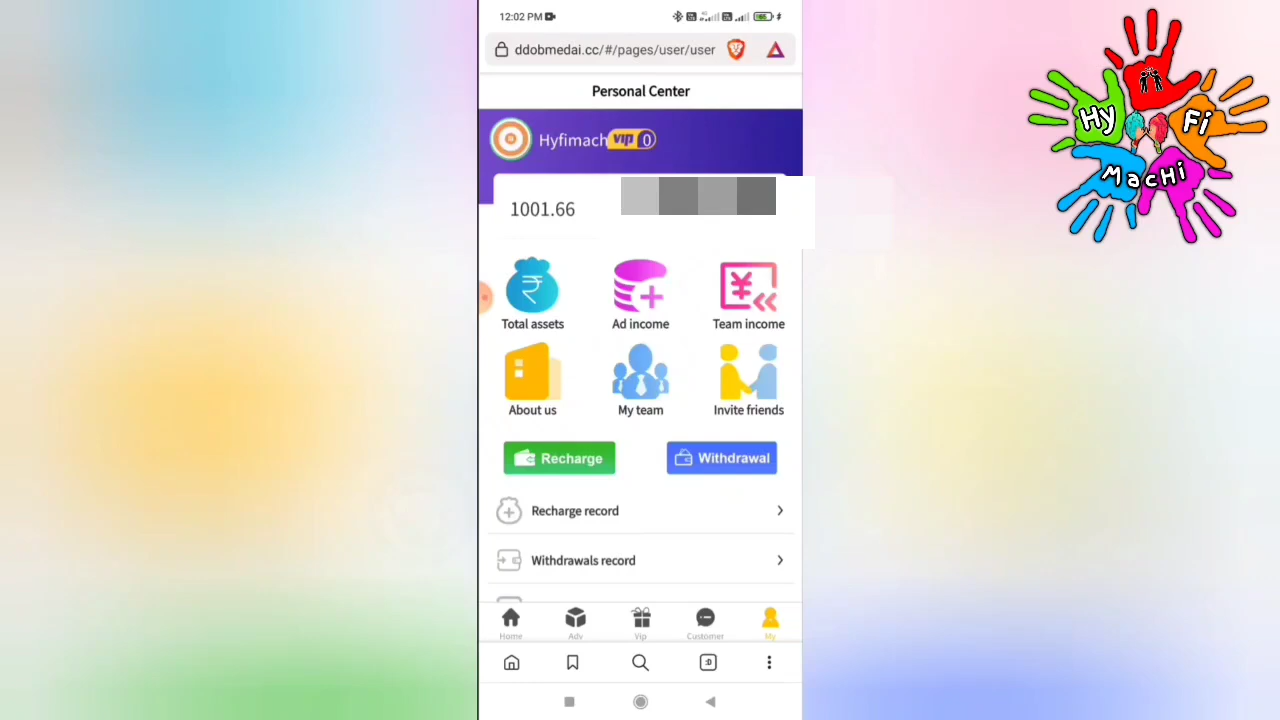 12:02 PM
ddobmedai.cc/#/pages/user/user
Personal Center
Hyfimach vip 0
1001.66
Total assets
Ad income
Team income
About us
My team
Invite friends
Recharge
Withdrawal
Recharge record
Withdrawals record
Home
Adv
Vip
Customer
My
Hy
Fi
MacHi